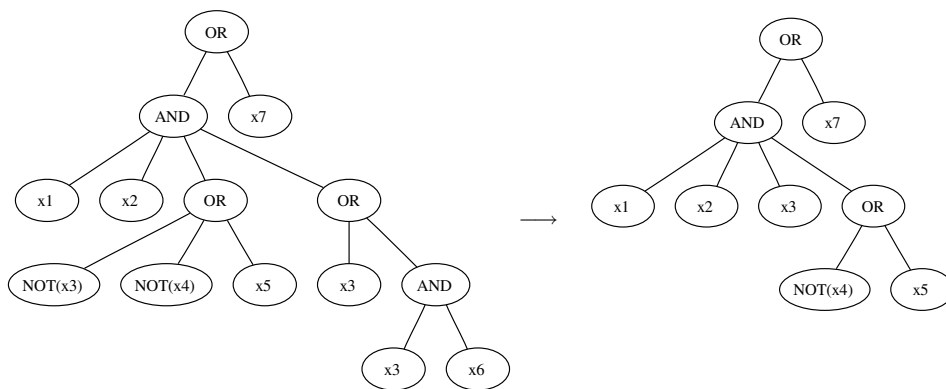 OR
AND
x7
x1
x2
OR
OR
NOT(x3)
NOT(x4)
x5
x3
AND
x3
x6
OR
AND
x7
x1
x2
x3
OR
NOT(x4)
x5